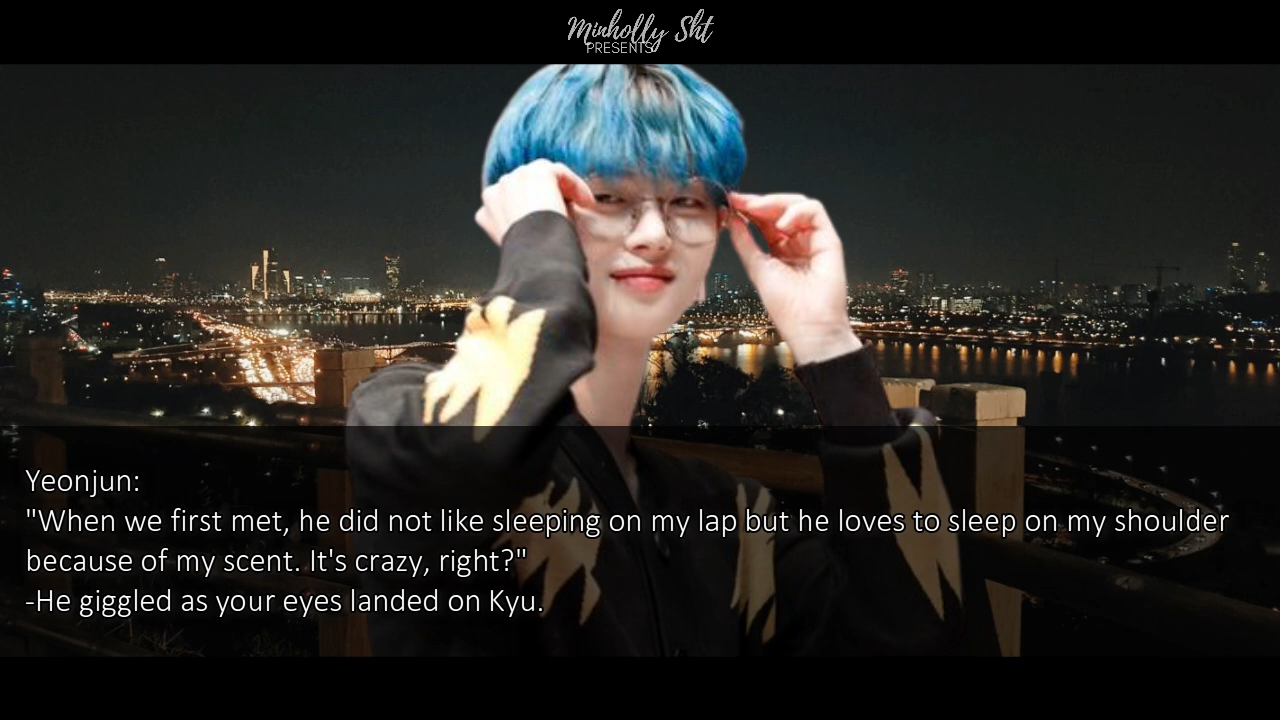 Minholly Sht
PRESENTS
Yeonjun:
"When we first met, he did not like sleeping on my lap but he loves to sleep on my shoulder
because of my scent. It's crazy, right?"
-He giggled as your eyes landed on Kyu.